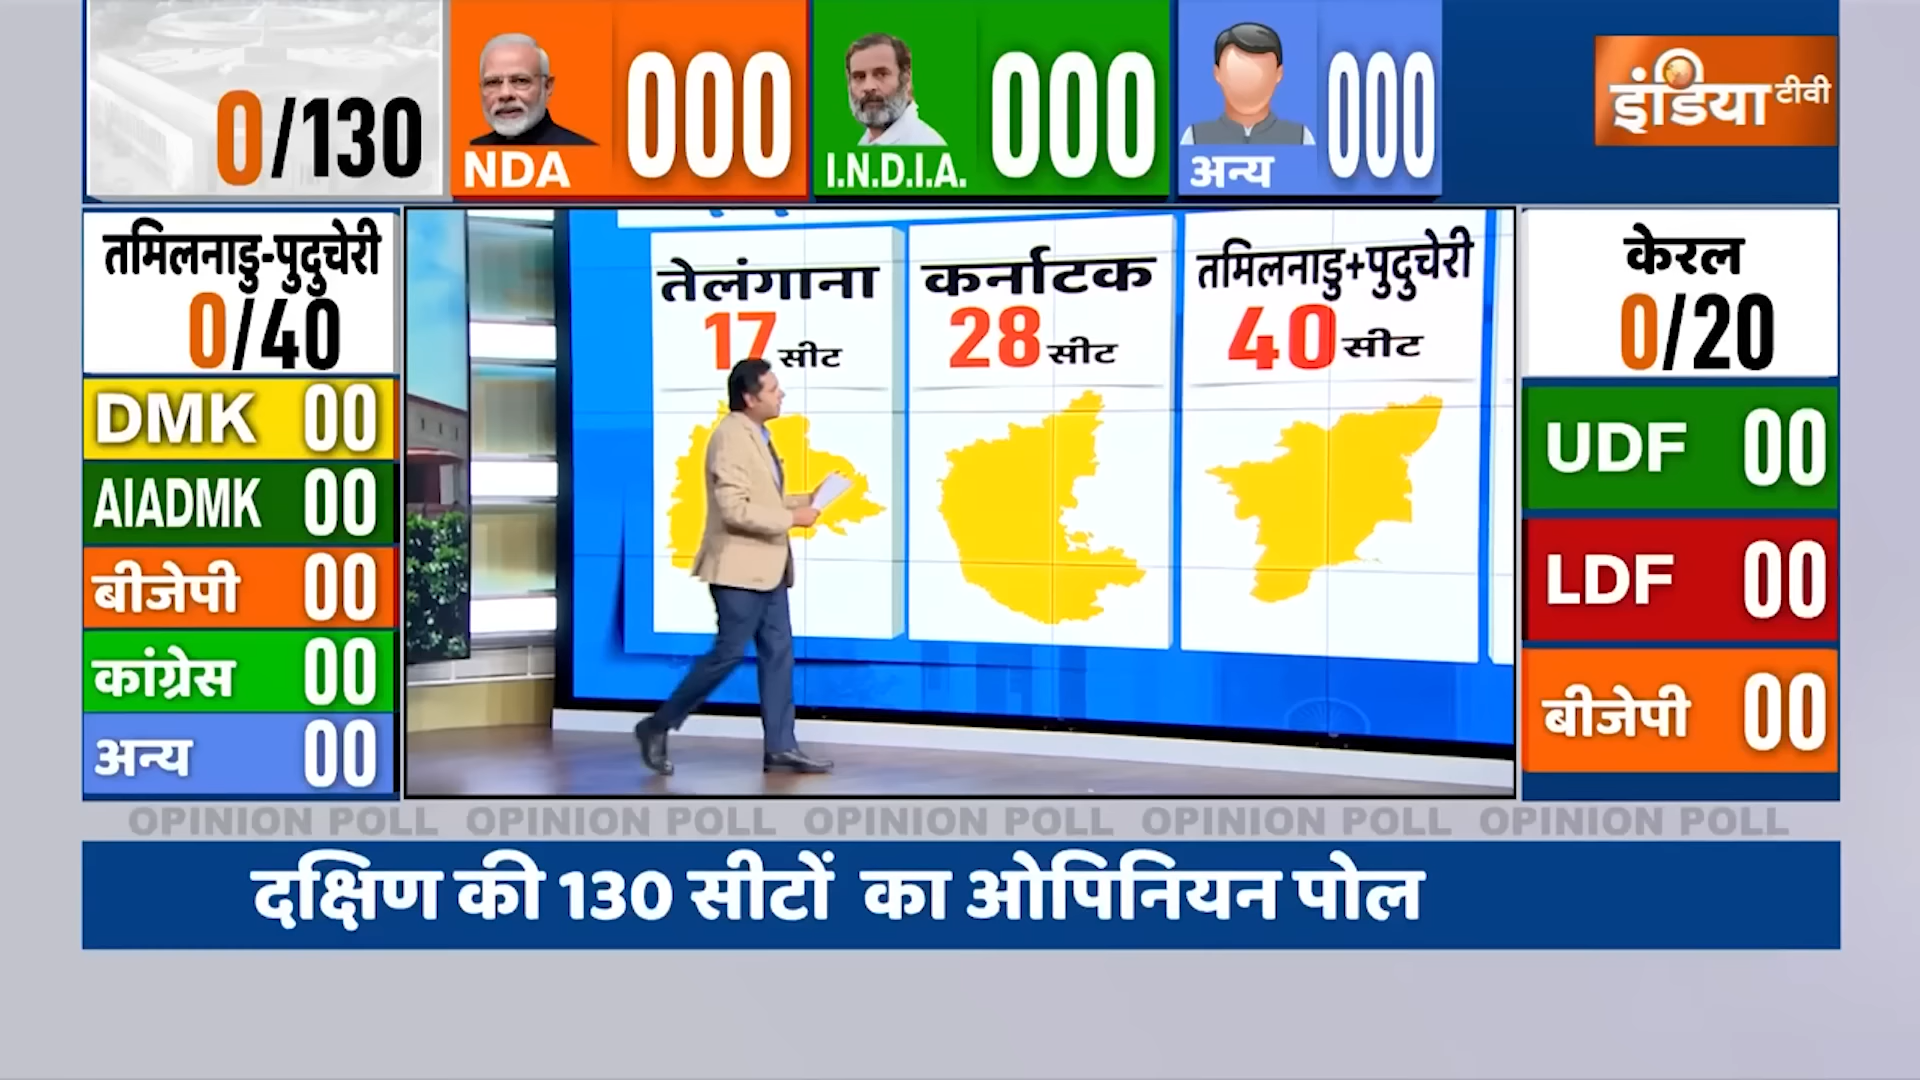 0/130
NDA
000
I.N.D.I.A.
000
अन्य
000
इंडिया टीवी
तमिलनाडु-पुदुचेरी
0/40
DMK 00
AIADMK 00
बीजेपी 00
कांग्रेस 00
अन्य 00
तेलंगाना
17 सीट
कर्नाटक
28 सीट
तमिलनाडु+पुदुचेरी
40 सीट
केरल
0/20
UDF 00
LDF 00
बीजेपी 00
OPINION POLL OPINION POLL OPINION POLL OPINION POLL OPINION POLL
दक्षिण की 130 सीटों का ओपिनियन पोल